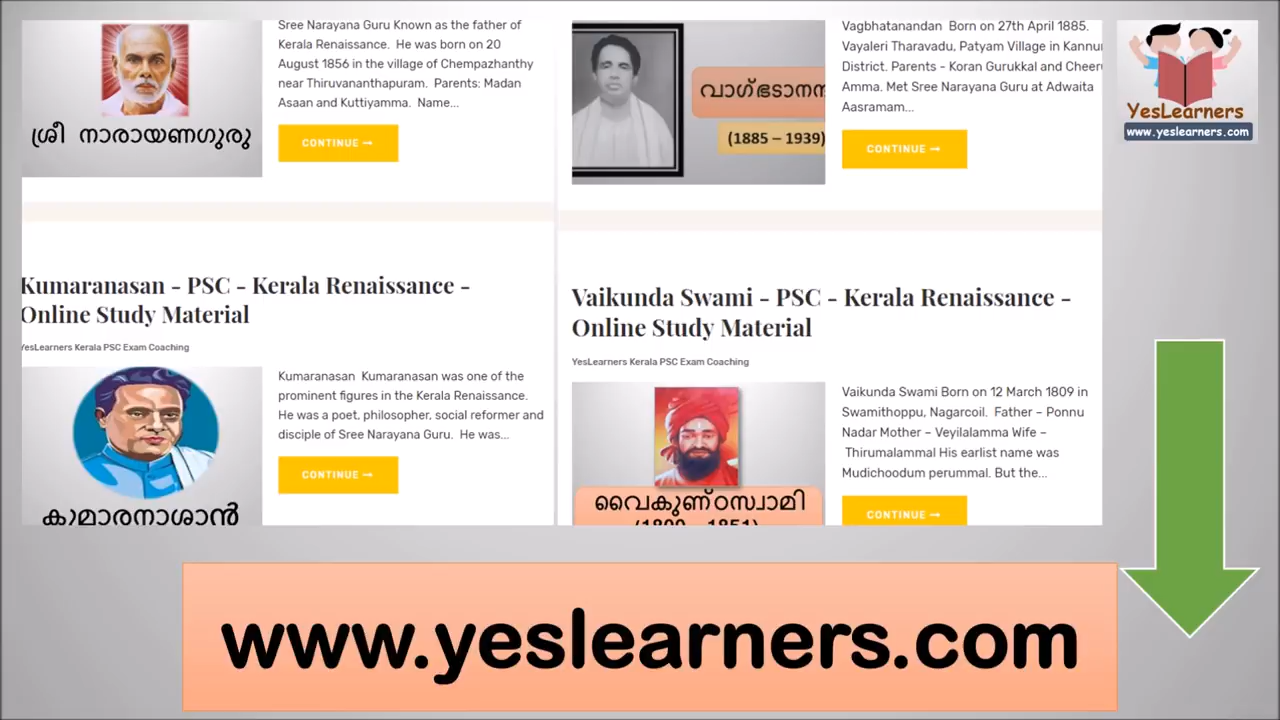 Sree Narayana Guru Known as the father of
Kerala Renaissance. He was born on 20
August 1856 in the village of Chempazhanthy
near Thiruvananthapuram. Parents: Madan
Asaan and Kuttiyamma. Name...
CONTINUE →
ശ്രീ നാരായണഗുരു
Kumaranasan - PSC - Kerala Renaissance -
Online Study Material
YesLearners Kerala PSC Exam Coaching
Kumaranasan Kumaranasan was one of the
prominent figures in the Kerala Renaissance.
He was a poet, philosopher, social reformer and
disciple of Sree Narayana Guru. He was...
CONTINUE →
കുമാരനാശാൻ
Vagbhatanandan Born on 27th April 1885.
Vayaleri Tharavadu, Patyam Village in Kannur
District. Parents - Koran Gurukkal and Cheeru
Amma. Met Sree Narayana Guru at Adwaita
Aasramam...
CONTINUE →
വാഗ്ഭടാനന
(1885 – 1939)
Vaikunda Swami - PSC - Kerala Renaissance -
Online Study Material
YesLearners Kerala PSC Exam Coaching
Vaikunda Swami Born on 12 March 1809 in
Swamithoppu, Nagarcoil. Father – Ponnu
Nadar Mother – Veyilalamma Wife –
Thirumalammal His earlist name was
Mudichoodum perummal. But the...
CONTINUE →
വൈകുണ്ഠസ്വാമി
YesLearners
www.yeslearners.com
www.yeslearners.com